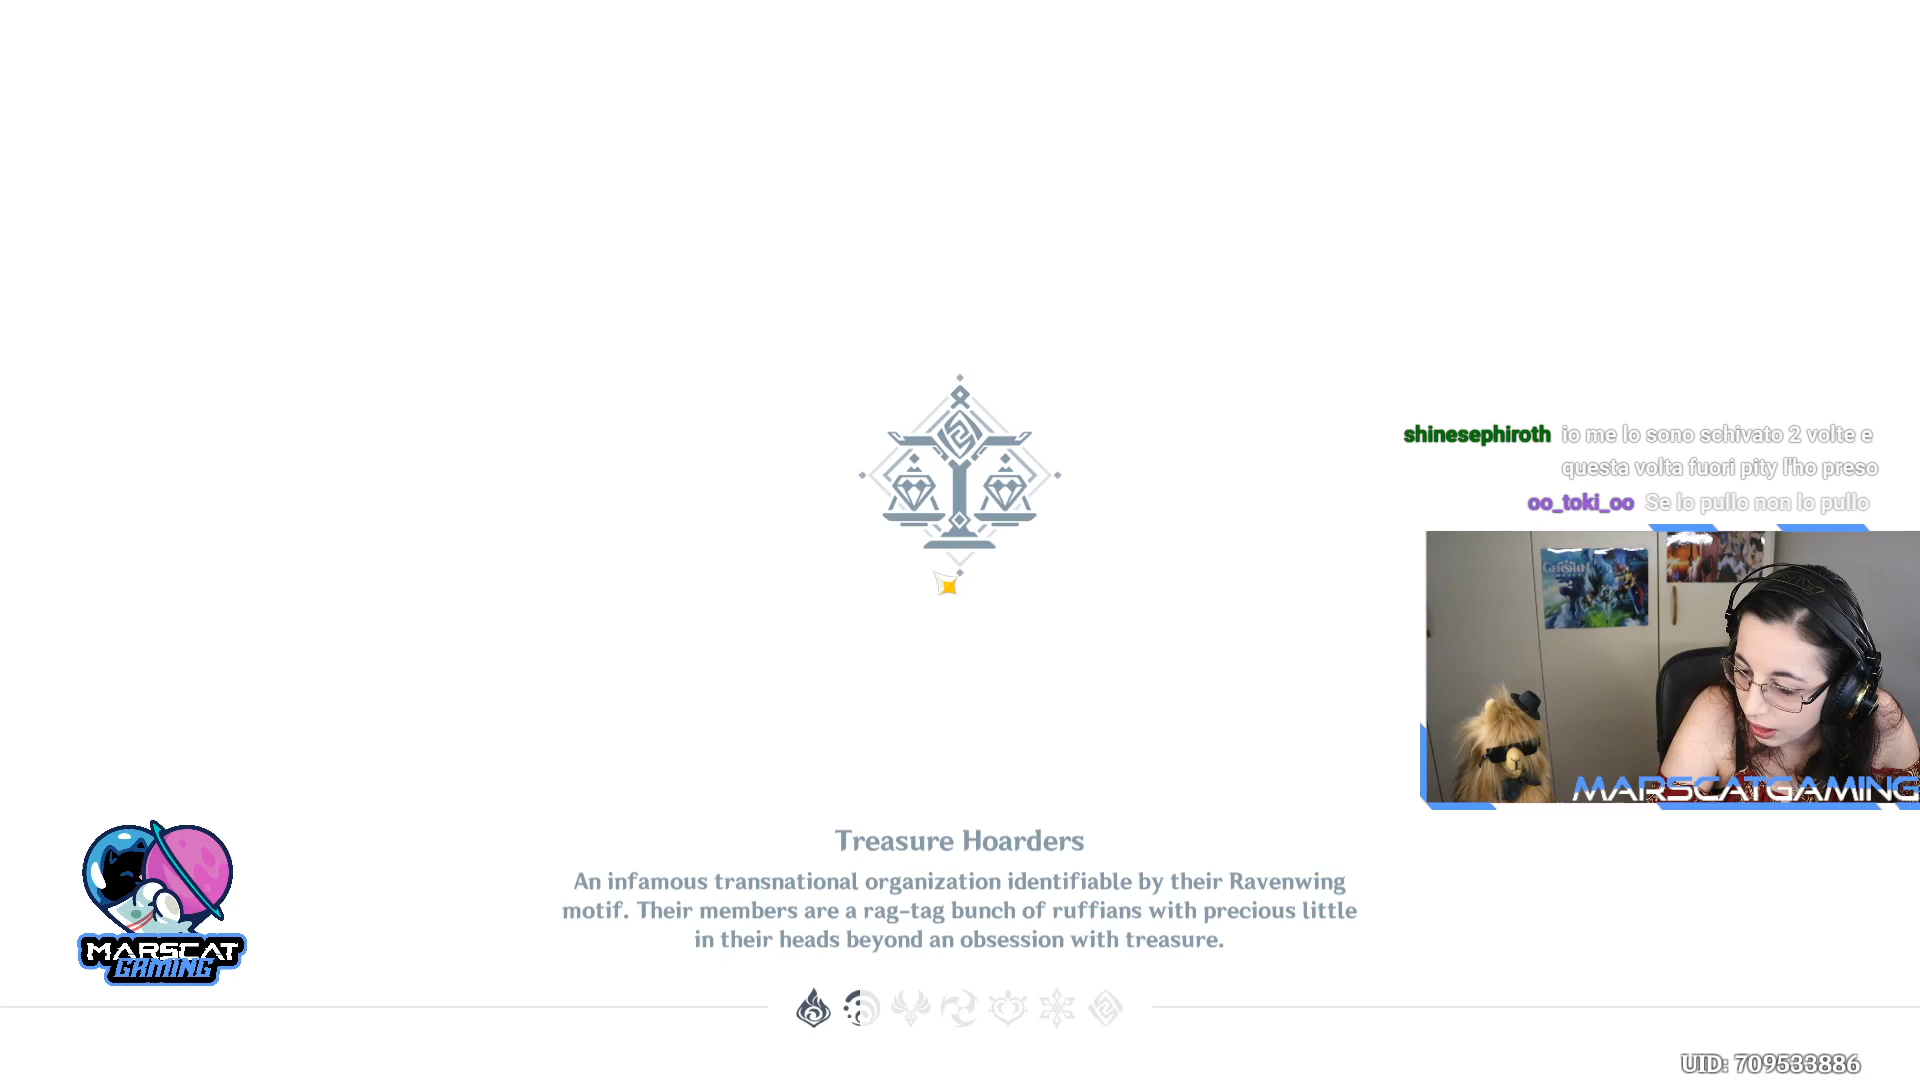 shinesephiroth io me lo sono schivato 2 volte e
questa volta fuori pity l'ho preso
oo_toki_oo Se lo pullo non lo pullo
GENSHIN
MARSCATGAMING
MARSCAT
GAMING
Treasure Hoarders
An infamous transnational organization identifiable by their Ravenwing
motif. Their members are a rag-tag bunch of ruffians with precious little
in their heads beyond an obsession with treasure.
UID: 709533886